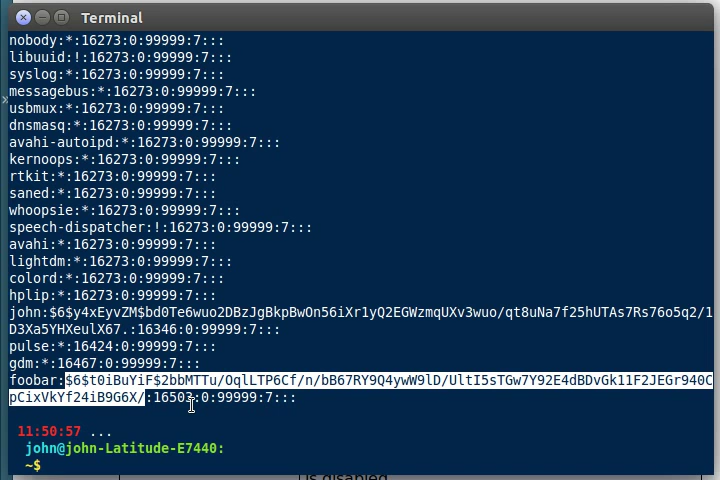 Terminal
nobody:*:16273:0:99999:7:::
libuuid:!:16273:0:99999:7:::
syslog:*:16273:0:99999:7:::
messagebus:*:16273:0:99999:7:::
usbmux:*:16273:0:99999:7:::
dnsmasq:*:16273:0:99999:7:::
avahi-autoipd:*:16273:0:99999:7:::
kernoops:*:16273:0:99999:7:::
rtkit:*:16273:0:99999:7:::
saned:*:16273:0:99999:7:::
whoopsie:*:16273:0:99999:7:::
speech-dispatcher:!:16273:0:99999:7:::
avahi:*:16273:0:99999:7:::
lightdm:*:16273:0:99999:7:::
colord:*:16273:0:99999:7:::
hplip:*:16273:0:99999:7:::
john:$6$y4xEyvZM$bd0Te6wuo2DBzJgBkpBwOn56iXr1yQ2EGWzmqUXv3wuo/qt8uNa7f25hUTAs7Rs76o5q2/1
D3Xa5YHXeulX67.:16346:0:99999:7:::
pulse:*:16424:0:99999:7:::
gdm:*:16467:0:99999:7:::
foobar:$6$t0iBuYiF$2bbMTTu/OqlLTP6Cf/n/bB67RY9Q4ywW9lD/UltI5sTGw7Y92E4dBDvGk11F2JEGr940C
pCixVkYf24iB9G6X/:16503:0:99999:7:::
11:50:57 ...
john@john-Latitude-E7440:
~$
is disabled